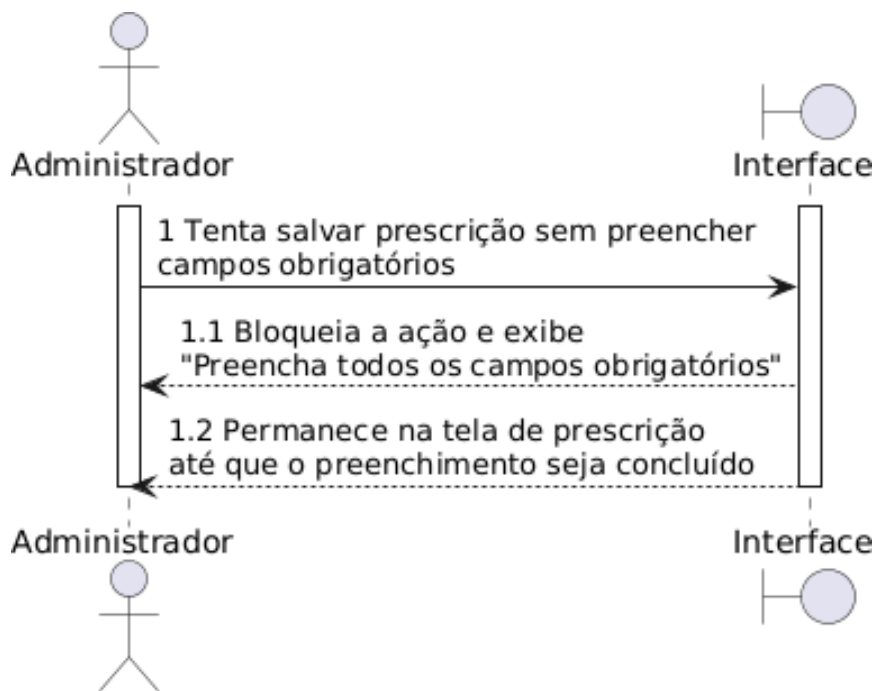 Administrador
Interface
1 Tenta salvar prescrição sem preencher
campos obrigatórios
1.1 Bloqueia a ação e exibe
"Preencha todos os campos obrigatórios"
1.2 Permanece na tela de prescrição
até que o preenchimento seja concluído
Administrador
Interface